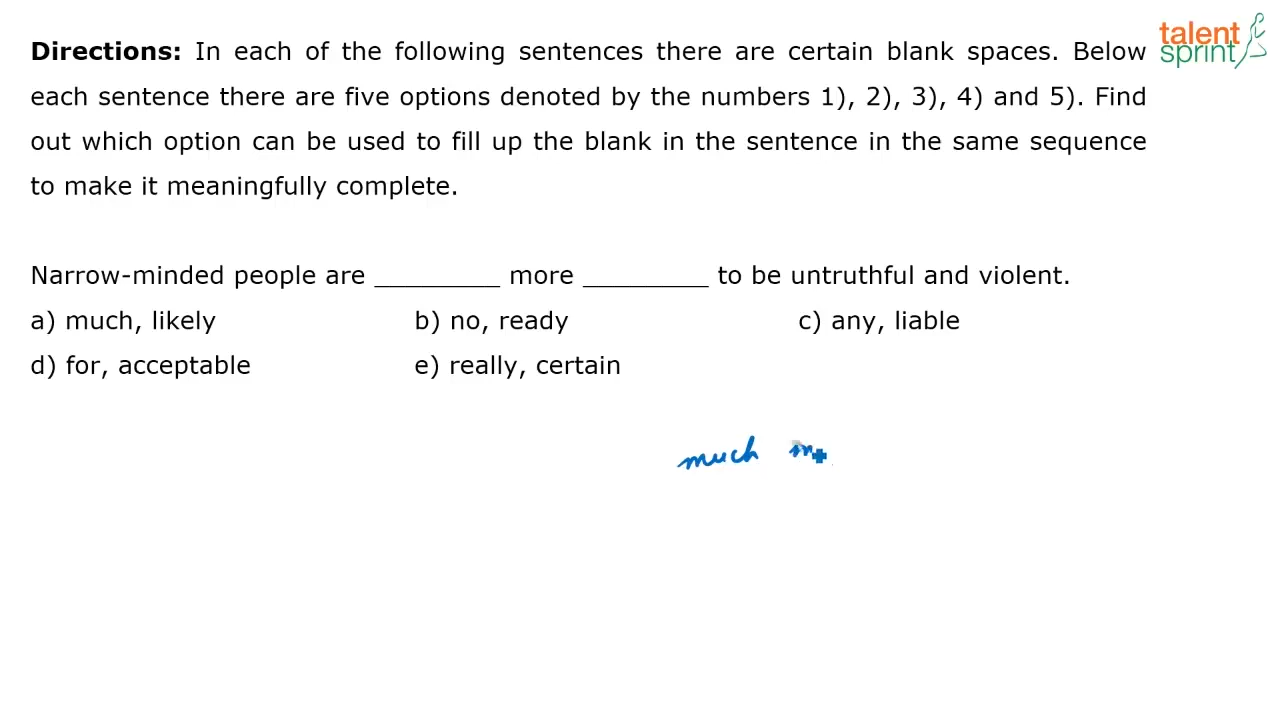 talent
sprint
Directions: In each of the following sentences there are certain blank spaces. Below
each sentence there are five options denoted by the numbers 1), 2), 3), 4) and 5). Find
out which option can be used to fill up the blank in the sentence in the same sequence
to make it meaningfully complete.
Narrow-minded people are _________ more _________ to be untruthful and violent.
a) much, likely b) no, ready c) any, liable
d) for, acceptable e) really, certain
much m